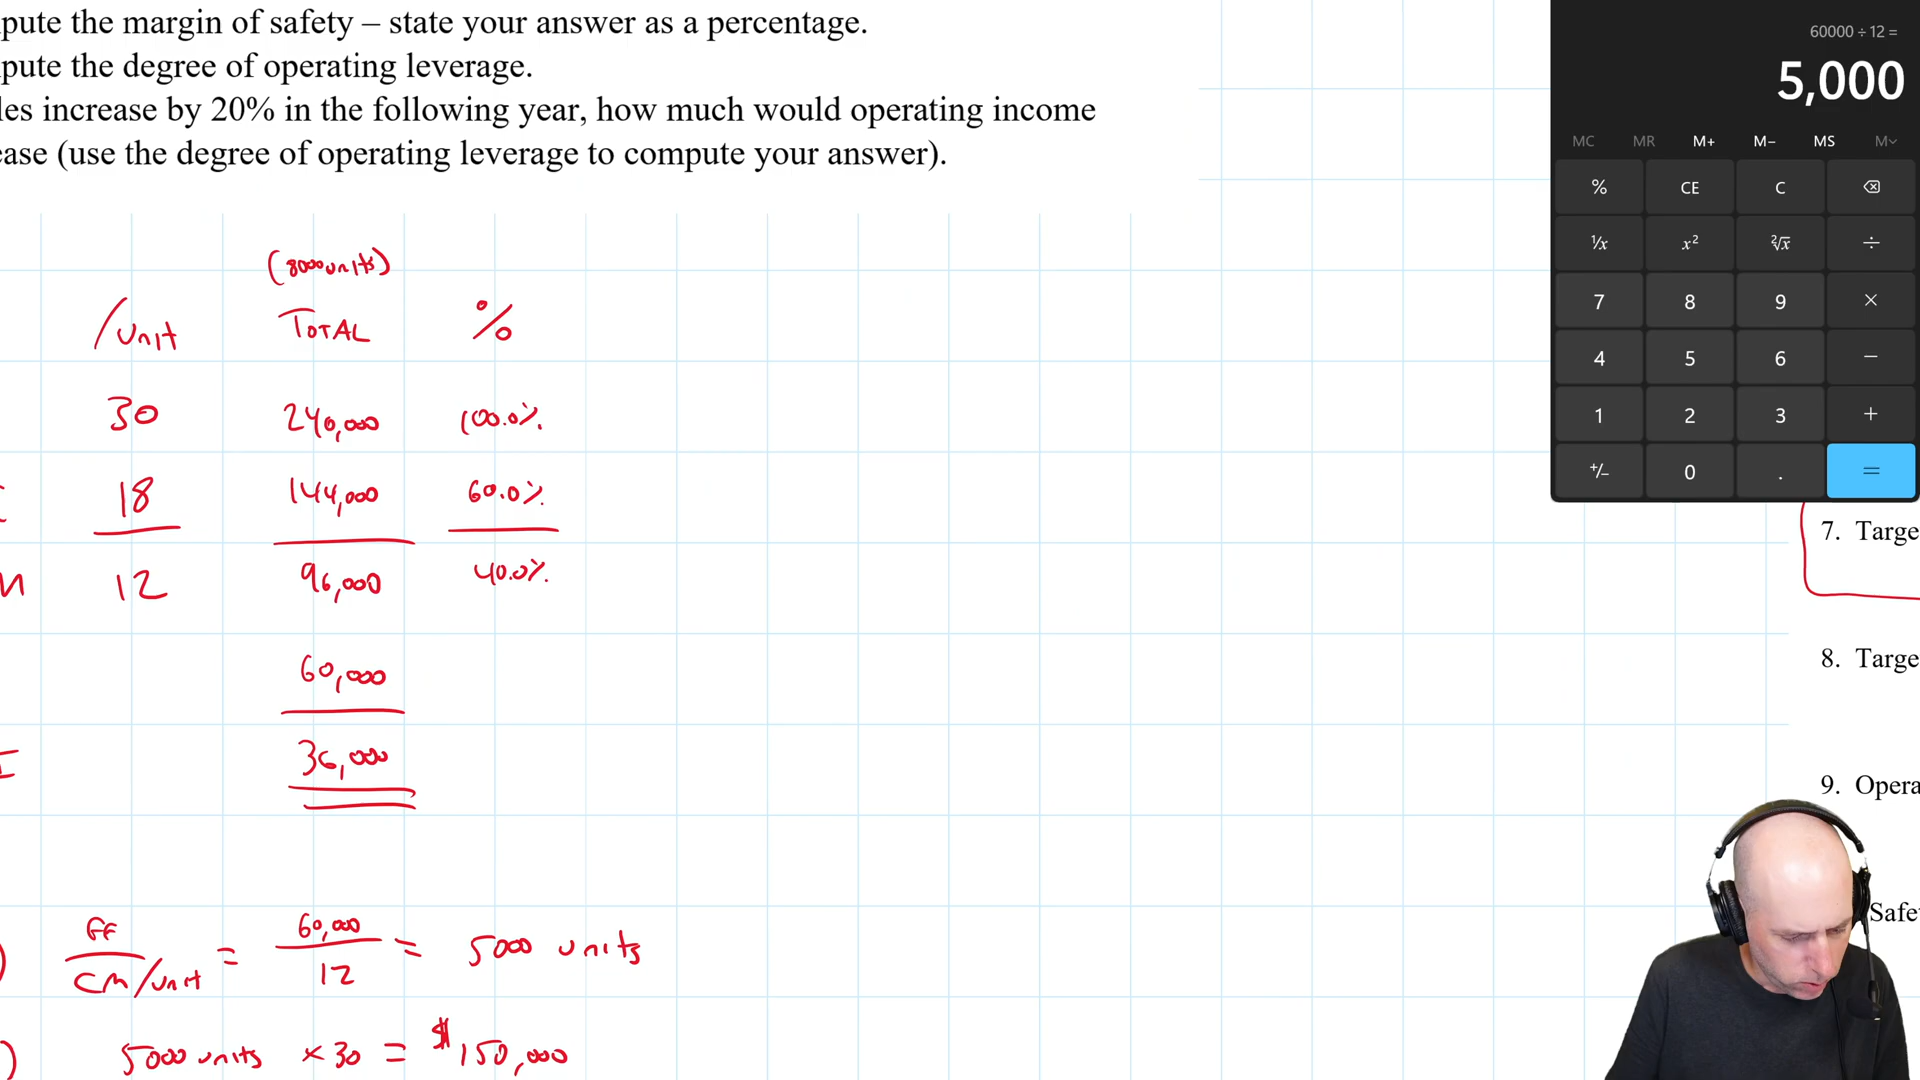 pute the margin of safety – state your answer as a percentage.
pute the degree of operating leverage.
les increase by 20% in the following year, how much would operating income
ease (use the degree of operating leverage to compute your answer).
(8000 units)
/unit TOTAL %
30 240,000 100.0%
18 144,000 60.0%
M 12 96,000 40.0%
60,000
I 36,000
) FC / CM/unit = 60,000 / 12 = 5000 units
) 5000 units × 30 = $150,000
60000 ÷ 12 =
5,000
MC MR M+ M− MS M˅
% CE C
1/x x² ²√x ÷
7 8 9 ×
4 5 6 −
1 2 3 +
+/− 0 . =
7. Targe
8. Targe
9. Opera
Safe